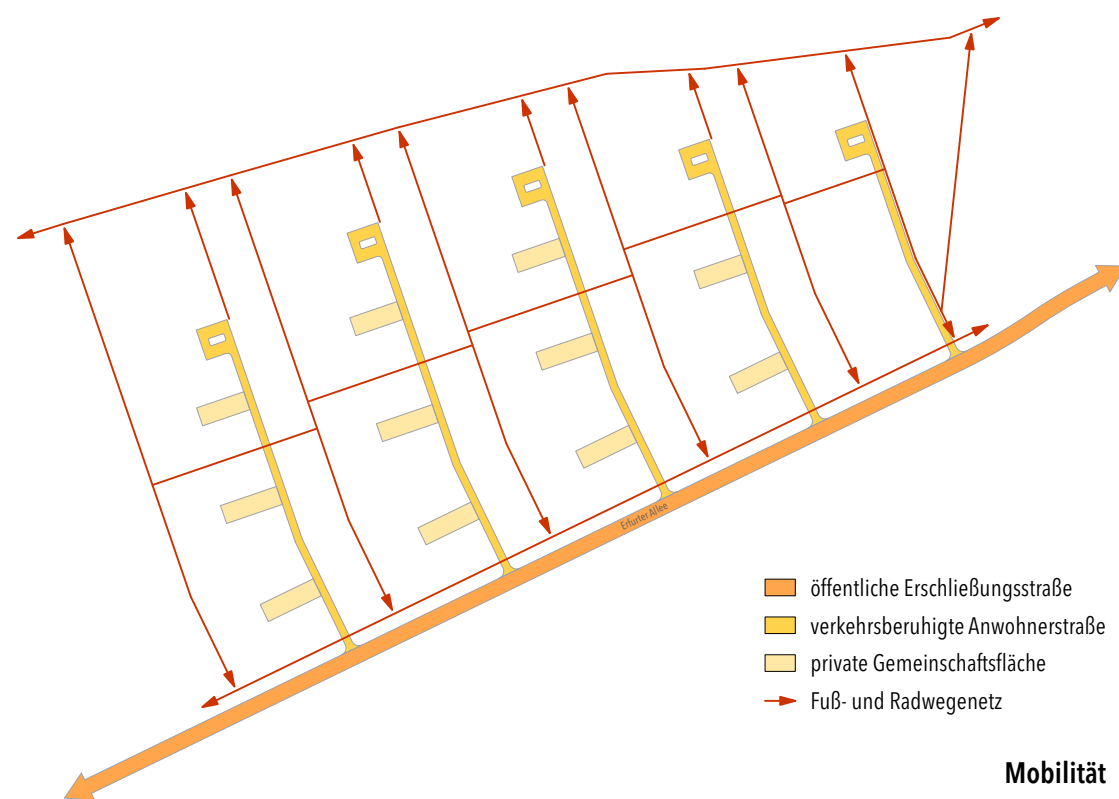 Erfurter Allee
öffentliche Erschließungsstraße
verkehrsberuhigte Anwohnerstraße
private Gemeinschaftsfläche
Fuß- und Radwegenetz
Mobilität